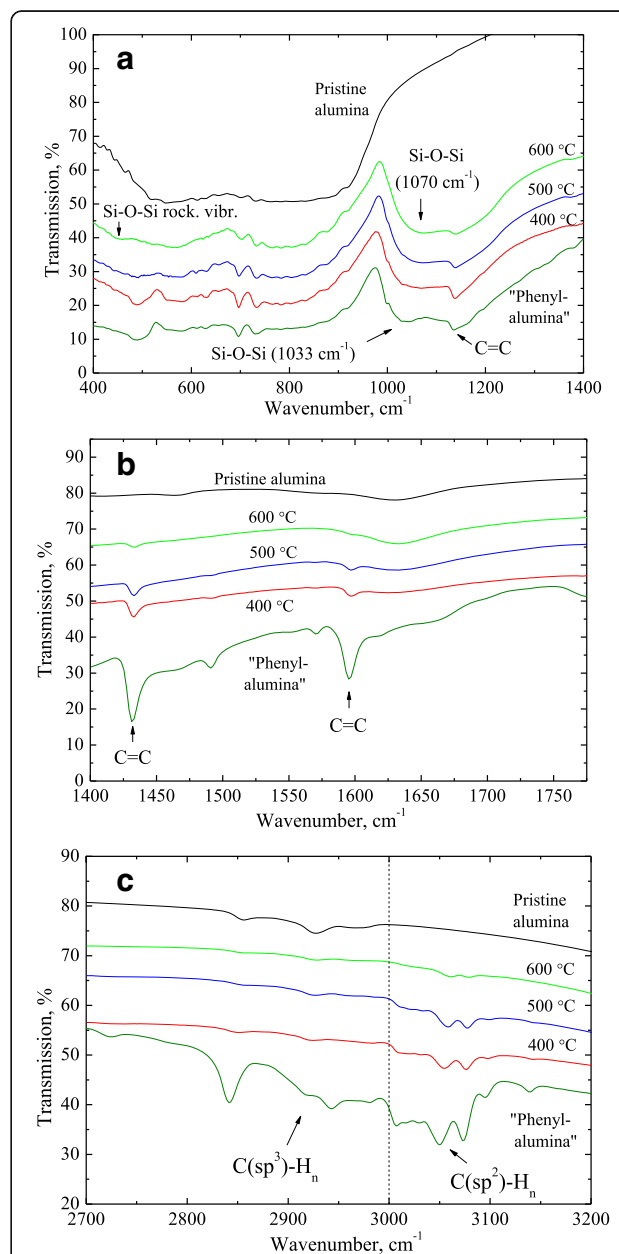 a
100
90
80
70
60
50
40
30
20
10
0
Transmission, %
Pristine
alumina
Si-O-Si
(1070 cm⁻¹)
600 °C
500 °C
400 °C
Si-O-Si rock. vibr.
"Phenyl-
alumina"
Si-O-Si (1033 cm⁻¹)
C=C
400 600 800 1000 1200 1400
Wavenumber, cm⁻¹
b
90
80
70
60
50
40
30
20
10
0
Transmission, %
Pristine alumina
600 °C
500 °C
400 °C
"Phenyl-
alumina"
C=C
C=C
1400 1450 1500 1550 1600 1650 1700 1750
Wavenumber, cm⁻¹
c
90
80
70
60
50
40
30
20
Transmission, %
Pristine
alumina
600 °C
500 °C
400 °C
"Phenyl-
alumina"
C(sp³)-Hₙ
C(sp²)-Hₙ
2700 2800 2900 3000 3100 3200
Wavenumber, cm⁻¹